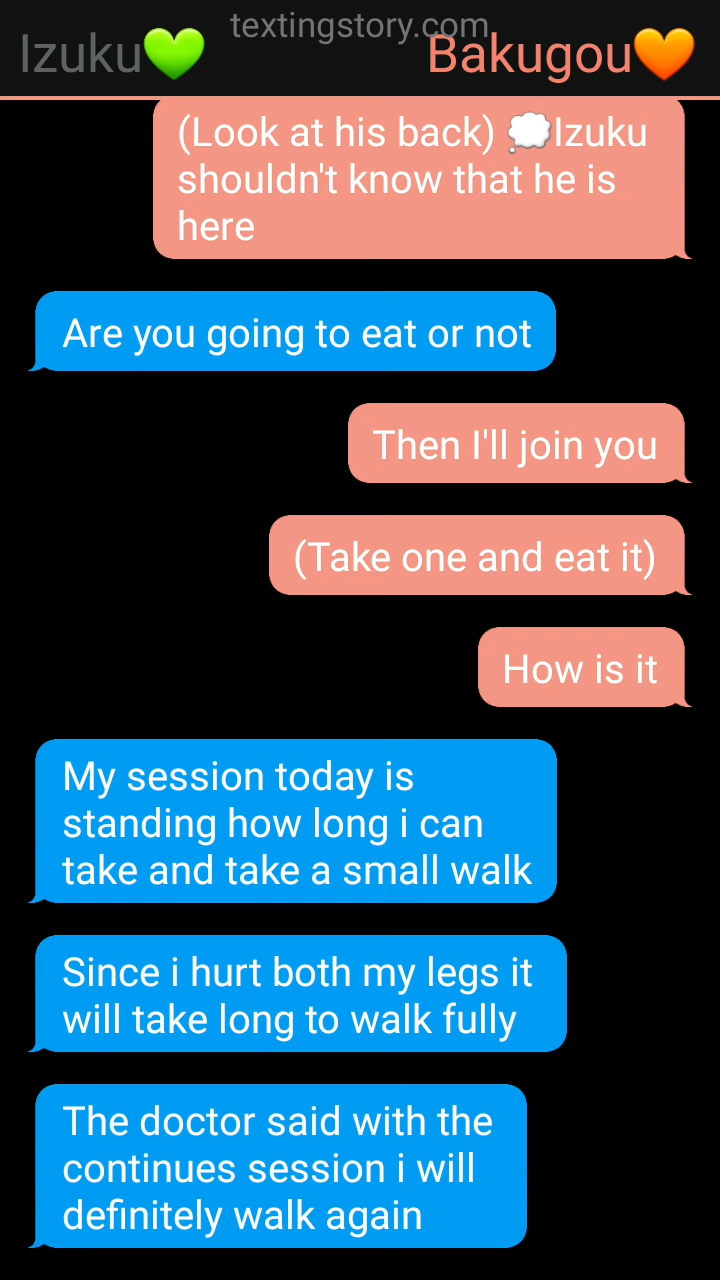 textingstory.com
Izuku💚
Bakugou🧡
(Look at his back) 💭Izuku
shouldn't know that he is
here
Are you going to eat or not
Then I'll join you
(Take one and eat it)
How is it
My session today is
standing how long i can
take and take a small walk
Since i hurt both my legs it
will take long to walk fully
The doctor said with the
continues session i will
definitely walk again